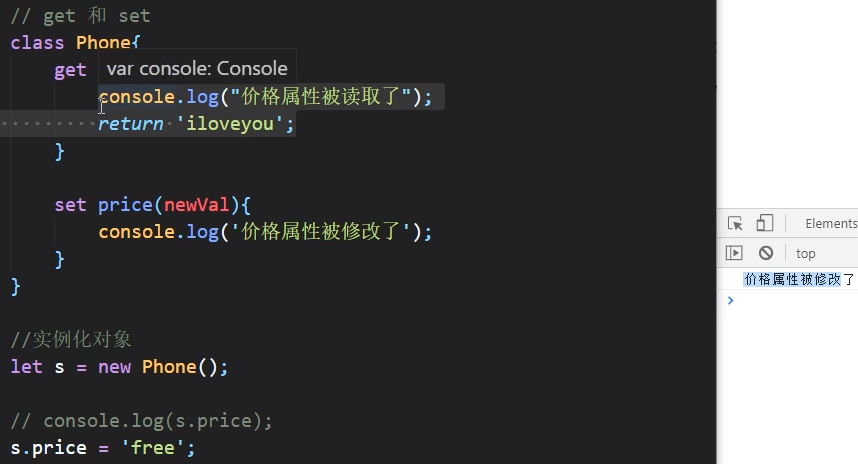 // get 和 set
class Phone{
get
var console: Console
console.log("价格属性被读取了");
return 'iloveyou';
}
set price(newVal){
console.log('价格属性被修改了');
}
}
//实例化对象
let s = new Phone();
// console.log(s.price);
s.price = 'free';
Elements
top
价格属性被修改了